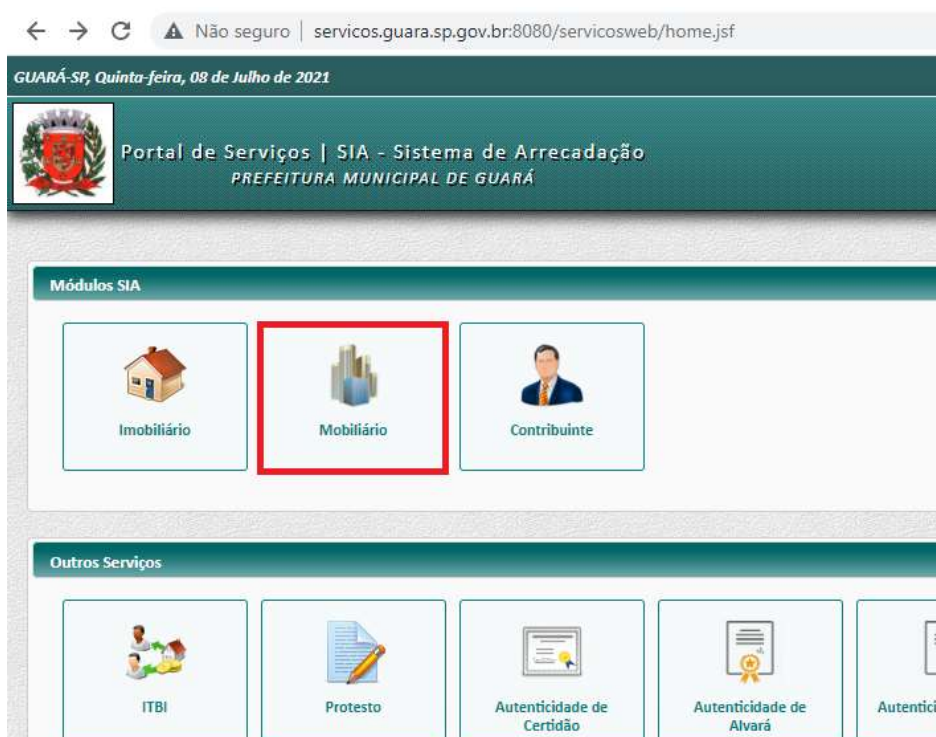 Não seguro | servicos.guara.sp.gov.br:8080/servicosweb/home.jsf
GUARÁ-SP, Quinta-feira, 08 de Julho de 2021
Portal de Serviços | SIA - Sistema de Arrecadação
PREFEITURA MUNICIPAL DE GUARÁ
Módulos SIA
Imobiliário
Mobiliário
Contribuinte
Outros Serviços
ITBI
Protesto
Autenticidade de
Certidão
Autenticidade de
Alvará